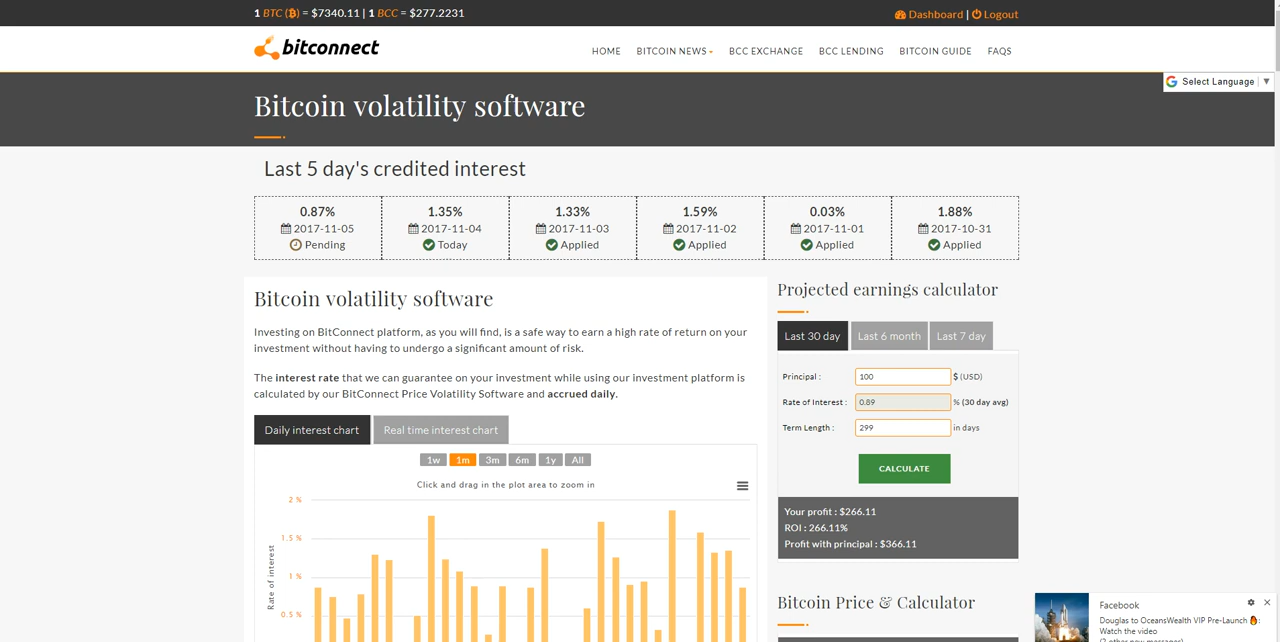 1 BTC (₿) = $7340.11 | 1 BCC = $277.2231
Dashboard | Logout
bitconnect
HOME BITCOIN NEWS BCC EXCHANGE BCC LENDING BITCOIN GUIDE FAQS
Select Language ▼
Bitcoin volatility software
Last 5 day's credited interest
0.87% 1.35% 1.33% 1.59% 0.03% 1.88%
2017-11-05 2017-11-04 2017-11-03 2017-11-02 2017-11-01 2017-10-31
Pending Today Applied Applied Applied Applied
Bitcoin volatility software
Investing on BitConnect platform, as you will find, is a safe way to earn a high rate of return on your
investment without having to undergo a significant amount of risk.
The interest rate that we can guarantee on your investment while using our investment platform is
calculated by our BitConnect Price Volatility Software and accrued daily.
Daily interest chart Real time interest chart
1w 1m 3m 6m 1y All
Click and drag in the plot area to zoom in
2 %
1.5 %
1 %
0.5 %
Rate of interest
Projected earnings calculator
Last 30 day Last 6 month Last 7 day
Principal : 100 $ (USD)
Rate of Interest : 0.89 % (30 day avg)
Term Length : 299 in days
CALCULATE
Your profit : $266.11
ROI : 266.11%
Profit with principal : $366.11
Bitcoin Price & Calculator
Facebook
Douglas to OceansWealth VIP Pre-Launch 🔥:
Watch the video
(2 other new messages)